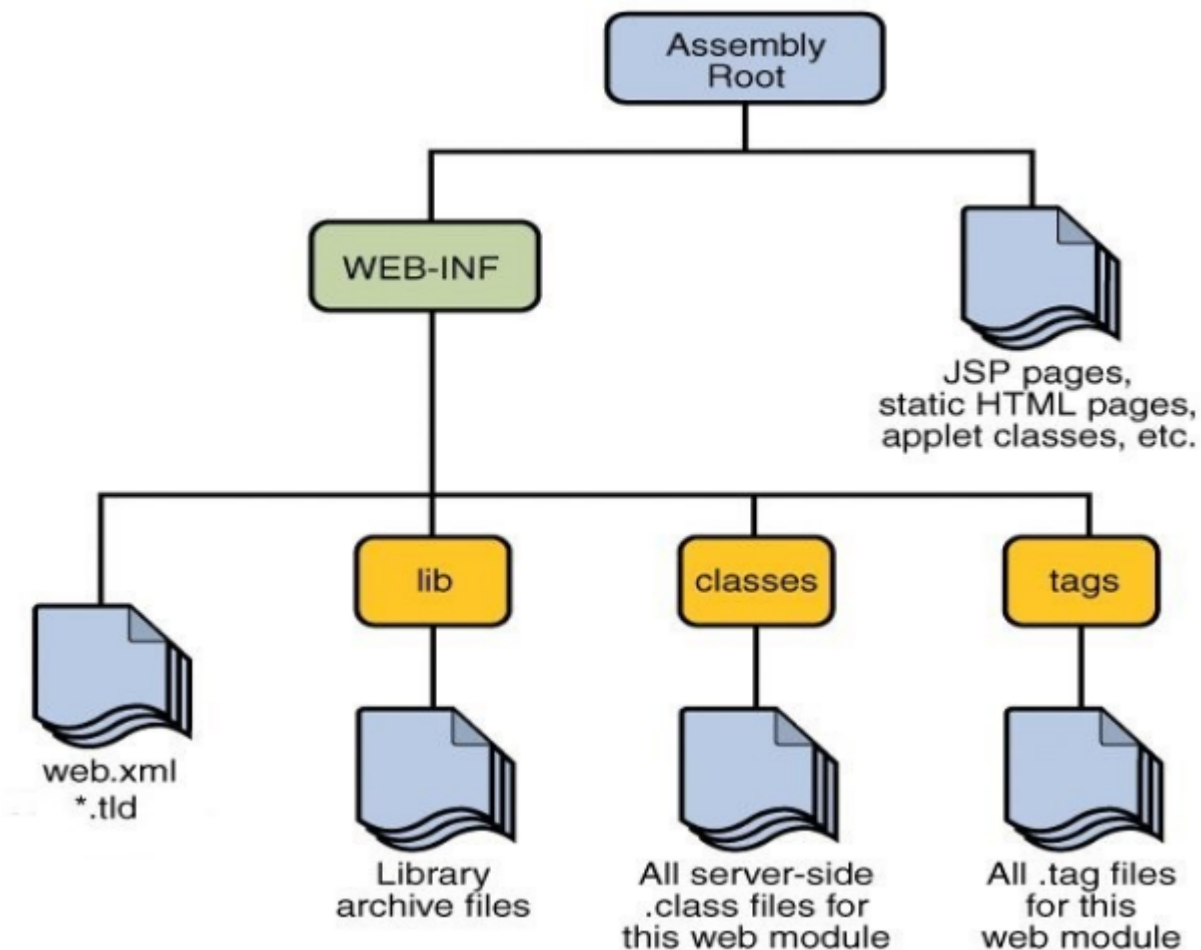 Assembly
Root
WEB-INF
JSP pages,
static HTML pages,
applet classes, etc.
lib
classes
tags
web.xml
*.tld
Library
archive files
All server-side
.class files for
this web module
All .tag files
for this
web module